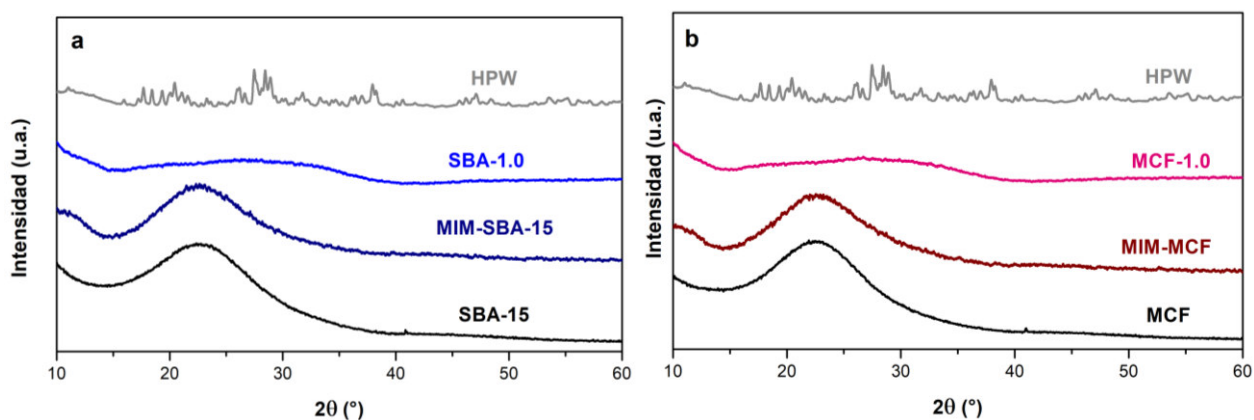 a
HPW
SBA-1.0
MIM-SBA-15
SBA-15
Intensidad (u.a.)
10 20 30 40 50 60
2θ (°)
b
HPW
MCF-1.0
MIM-MCF
MCF
Intensidad (u.a.)
10 20 30 40 50 60
2θ (°)